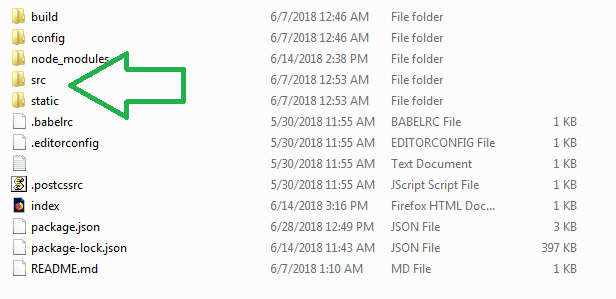 build 6/7/2018 12:46 AM File folder
config 6/7/2018 12:46 AM File folder
node_modules 6/14/2018 2:38 PM File folder
src 6/7/2018 12:53 AM File folder
static 6/7/2018 12:53 AM File folder
.babelrc 5/30/2018 11:55 AM BABELRC File 1 KB
.editorconfig 5/30/2018 11:55 AM EDITORCONFIG File 1 KB
5/30/2018 11:55 AM Text Document 1 KB
.postcssrc 5/30/2018 11:55 AM JScript Script File 1 KB
index 6/14/2018 3:16 PM Firefox HTML Doc... 1 KB
package.json 6/28/2018 12:49 PM JSON File 3 KB
package-lock.json 6/14/2018 11:43 AM JSON File 397 KB
README.md 6/7/2018 1:10 AM MD File 1 KB